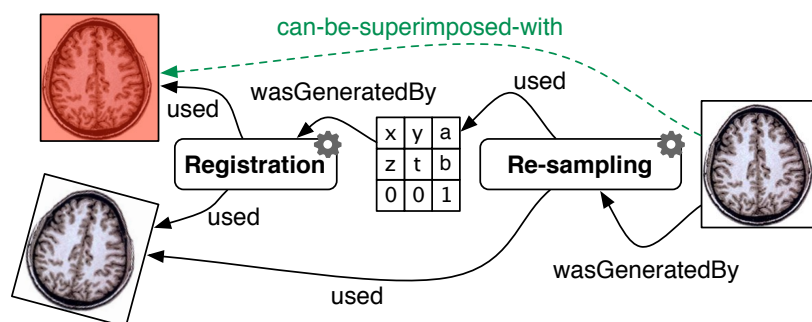 can-be-superimposed-with
used
wasGeneratedBy
used
x y a
z t b
0 0 1
Registration
Re-sampling
used
wasGeneratedBy
used